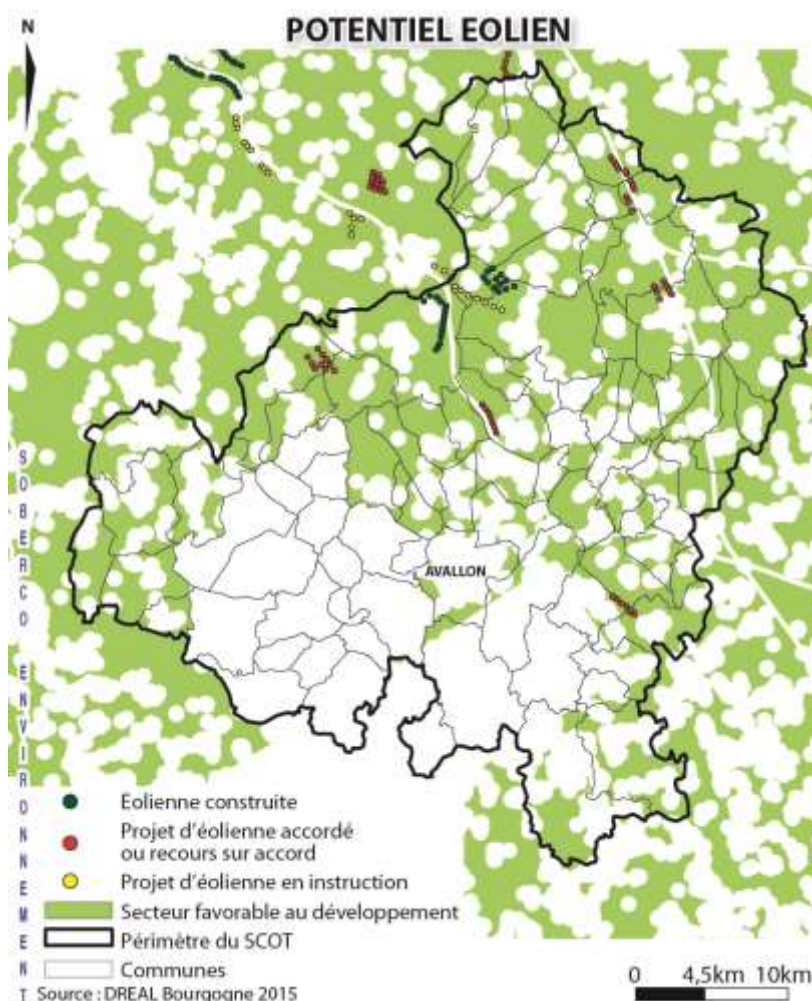 N
POTENTIEL EOLIEN
AVALLON
SOBERCO ENVIRONNEMENT
Eolienne construite
Projet d'éolienne accordé
ou recours sur accord
Projet d'éolienne en instruction
Secteur favorable au développement
Périmètre du SCOT
Communes
Source : DREAL Bourgogne 2015
0 4,5km 10km